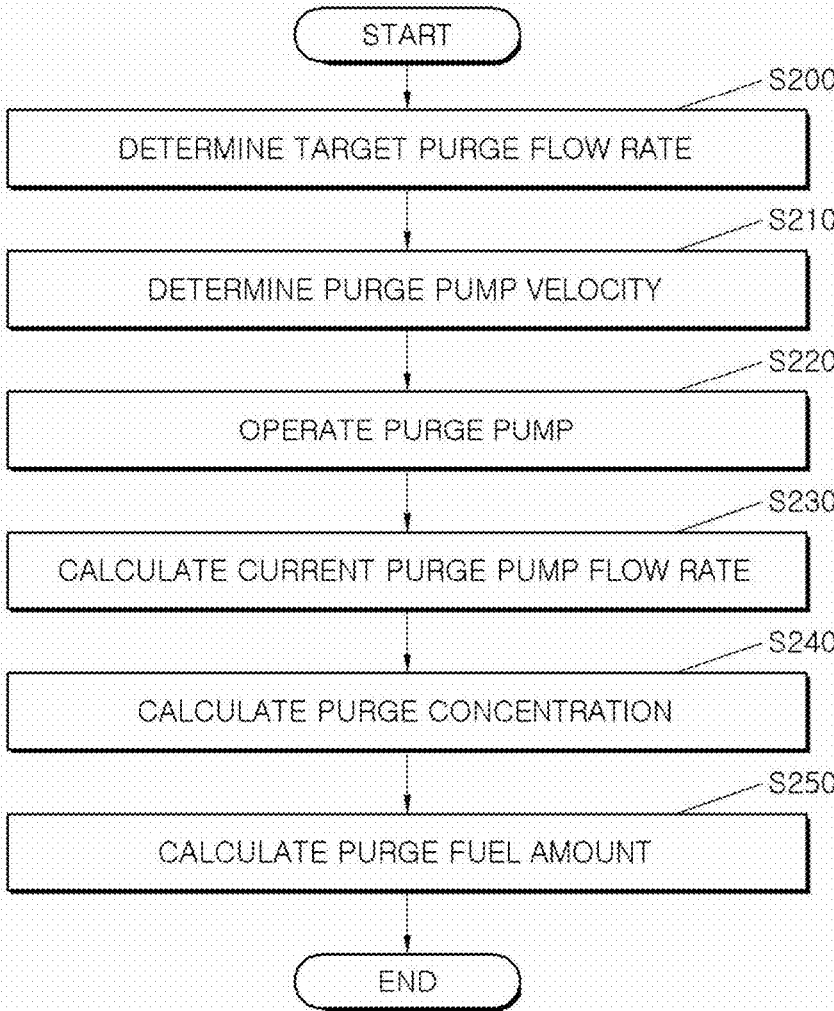 START
S200
DETERMINE TARGET PURGE FLOW RATE
S210
DETERMINE PURGE PUMP VELOCITY
S220
OPERATE PURGE PUMP
S230
CALCULATE CURRENT PURGE PUMP FLOW RATE
S240
CALCULATE PURGE CONCENTRATION
S250
CALCULATE PURGE FUEL AMOUNT
END